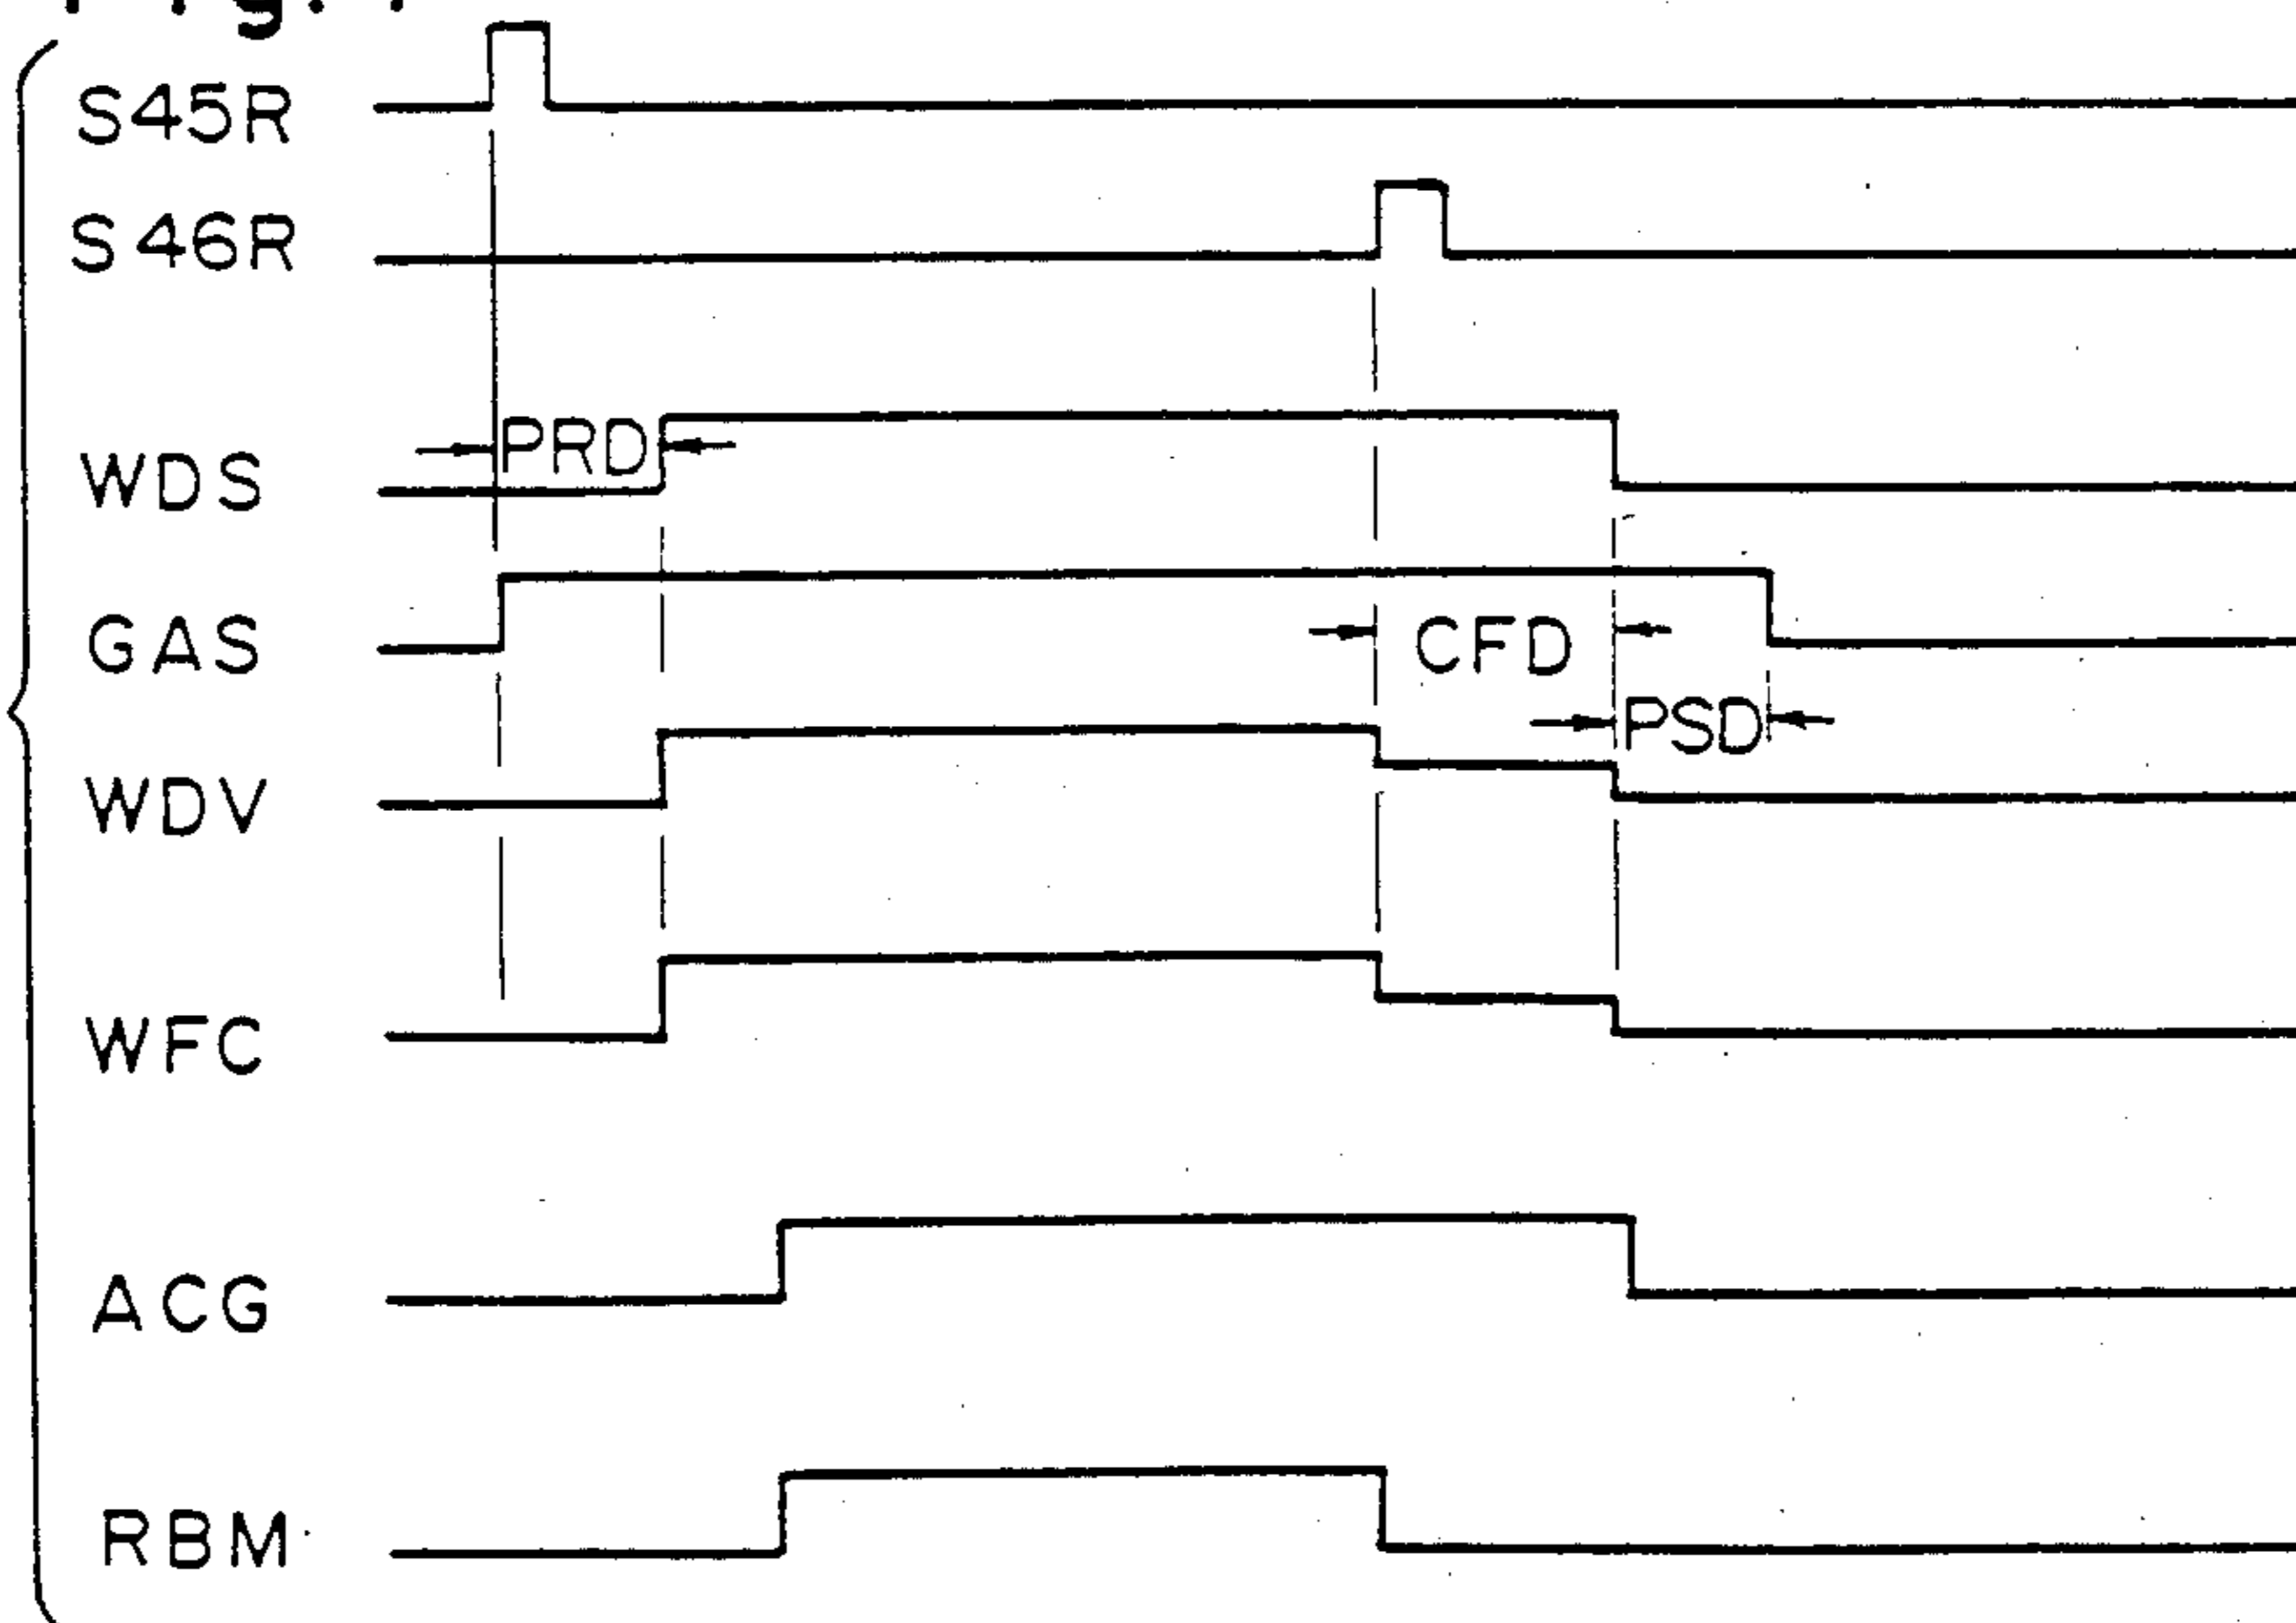 S45R
S46R
PRD
WDS
GAS
CFD
PSD
WDV
WFC
ACG
RBM